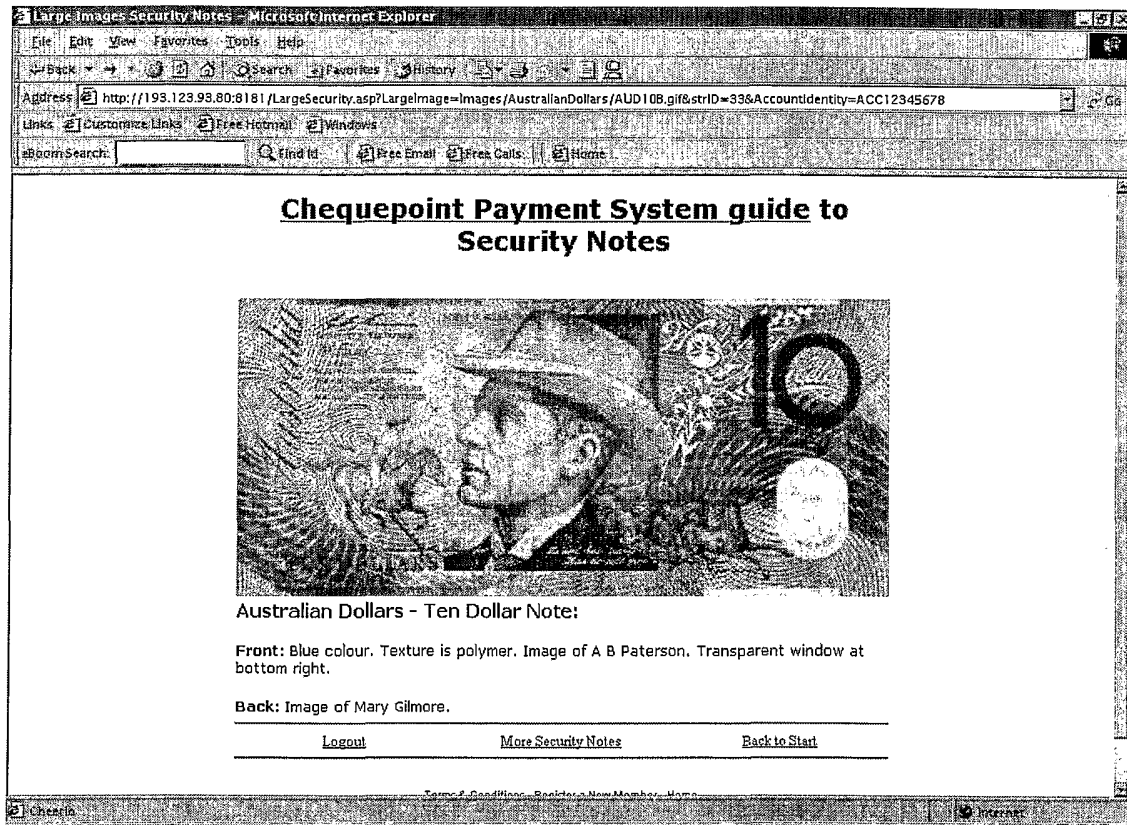 Large Images Security Notes - Microsoft Internet Explorer
File Edit View Favorites Tools Help
Back Search Favorites History
Address http://193.123.93.80:8181/LargeSecurity.asp?LargeImage=Images/AustralianDollars/AUD10B.gif&strID=33&AccountIdentity=ACC12345678 Go
Links Customize Links Free Hotmail Windows
eBoom Search: Find It! Free Email Free Calls Home
Chequepoint Payment System guide to
Security Notes
10
Australian Dollars - Ten Dollar Note:
Front: Blue colour. Texture is polymer. Image of A B Paterson. Transparent window at
bottom right.
Back: Image of Mary Gilmore.
Logout More Security Notes Back to Start
Terms & Conditions Register a New Member Home
Cheerio Internet